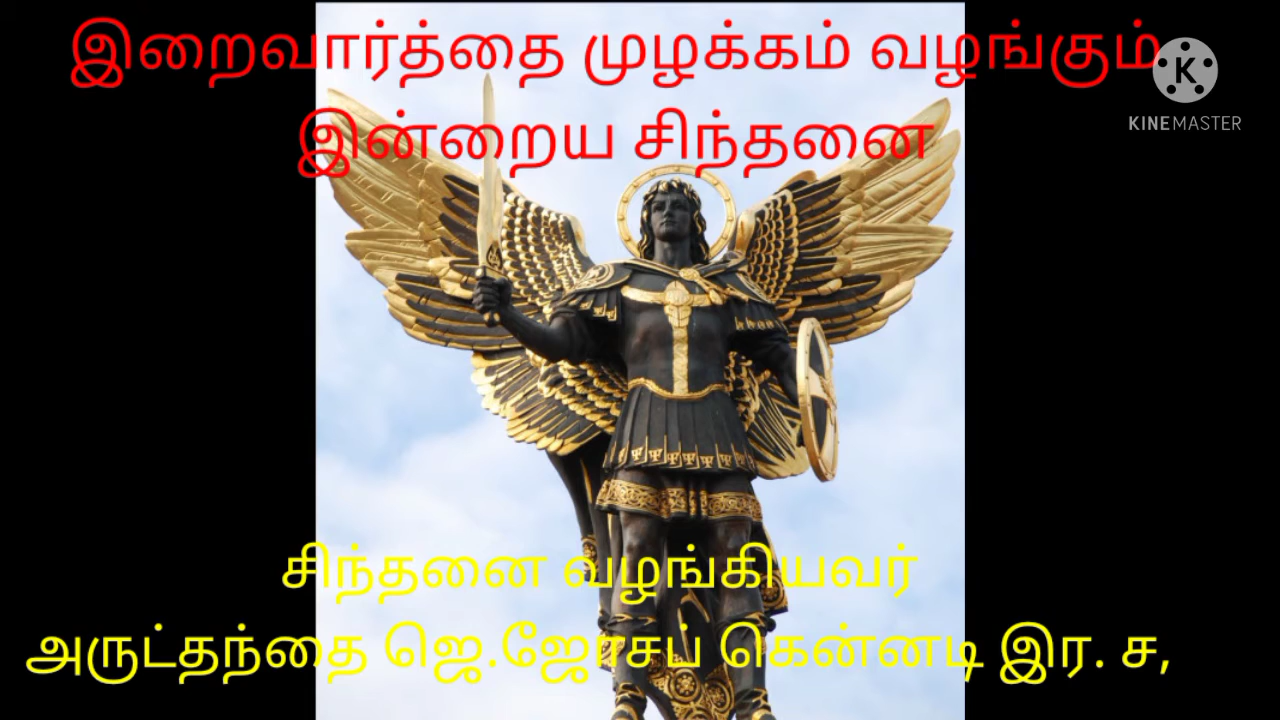 இறைவார்த்தை முழக்கம் வழங்கும்
இன்றைய சிந்தனை
K
KINEMASTER
சிந்தனை வழங்கியவர்
அருட்தந்தை ஜெ.ஜோசப் கென்னடி இர. ச,